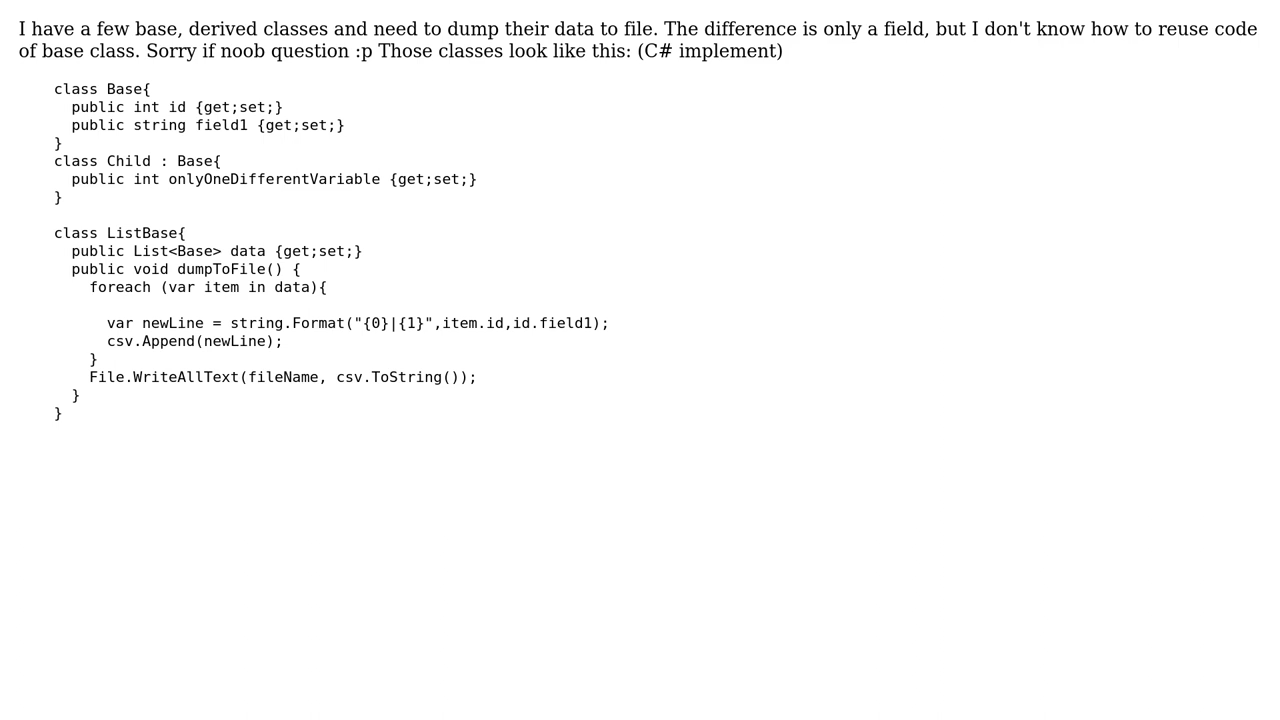 I have a few base, derived classes and need to dump their data to file. The difference is only a field, but I don't know how to reuse code
of base class. Sorry if noob question :p Those classes look like this: (C# implement)
class Base{
  public int id {get;set;}
  public string field1 {get;set;}
}
class Child : Base{
  public int onlyOneDifferentVariable {get;set;}
}

class ListBase{
  public List<Base> data {get;set;}
  public void dumpToFile() {
    foreach (var item in data){

      var newLine = string.Format("{0}|{1}",item.id,id.field1);
      csv.Append(newLine);
    }
    File.WriteAllText(fileName, csv.ToString());
  }
}